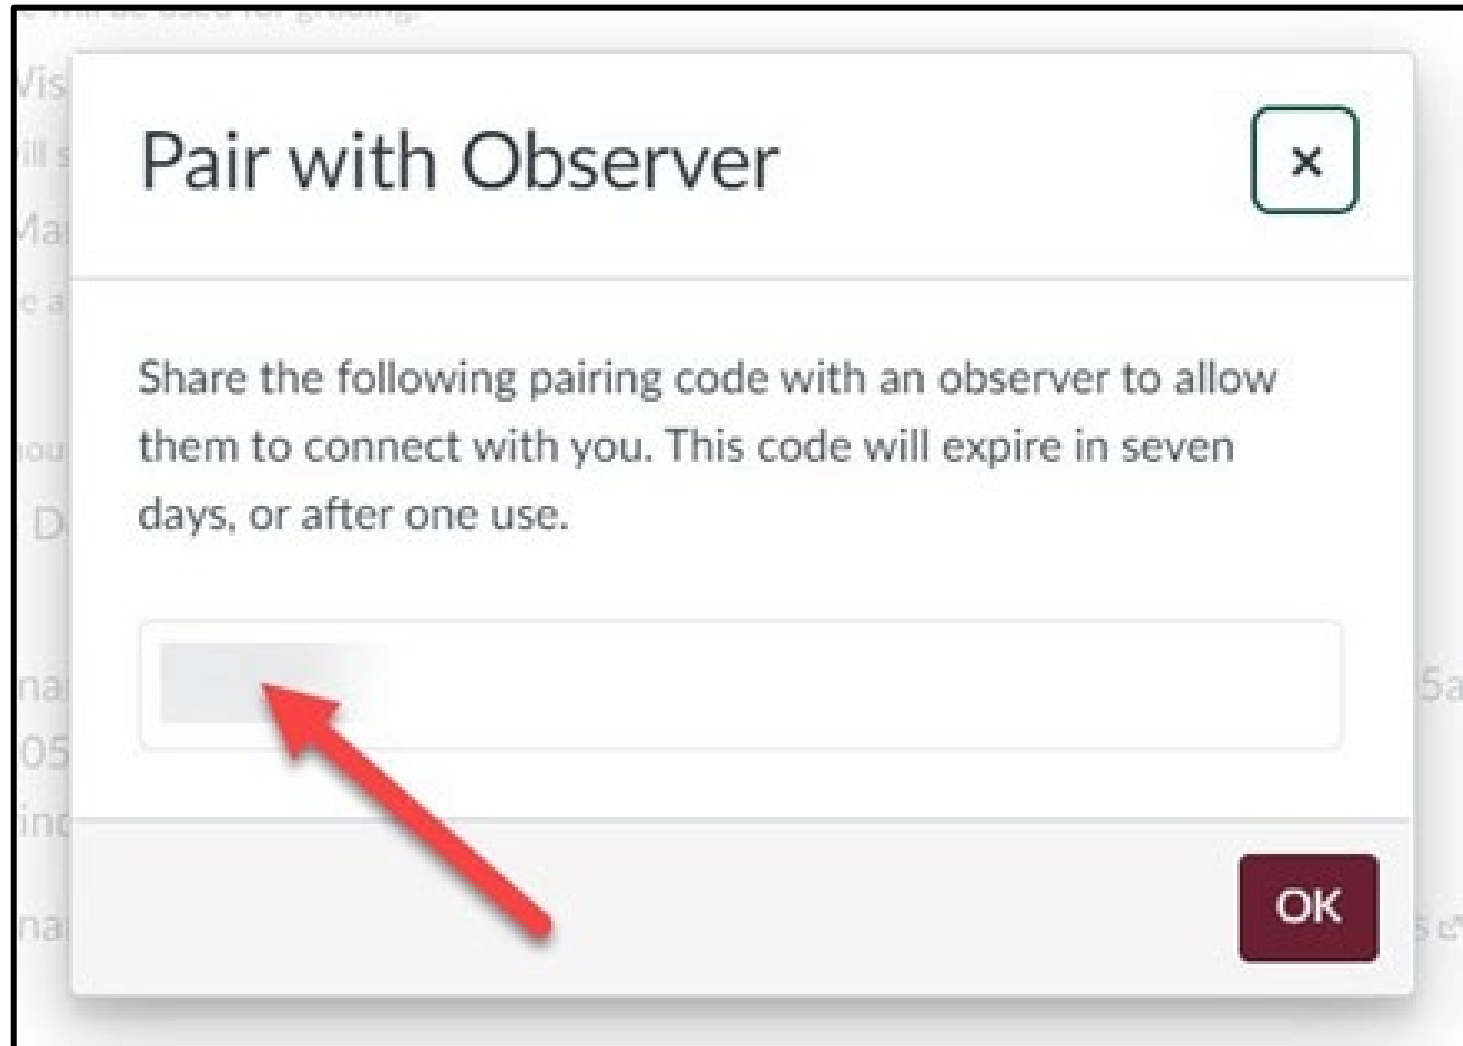 Pair with Observer
Share the following pairing code with an observer to allow
them to connect with you. This code will expire in seven
days, or after one use.
OK